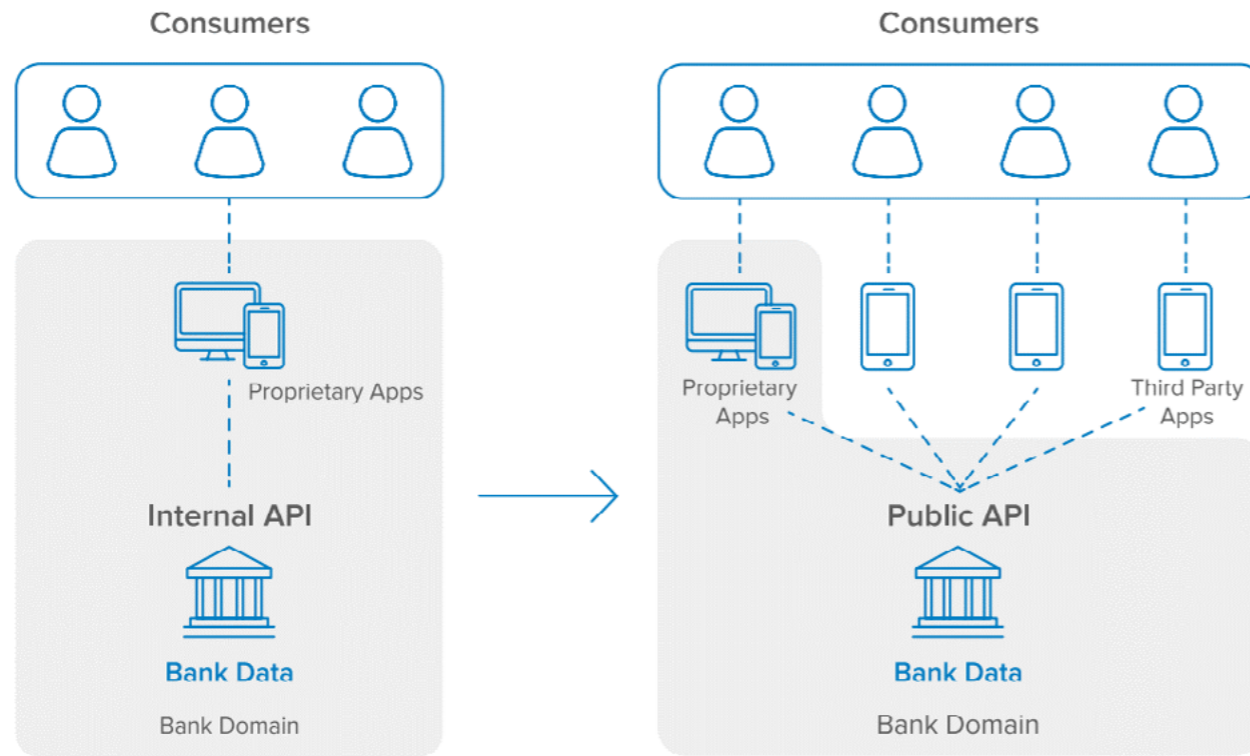 Consumers
Proprietary Apps
Internal API
Bank Data
Bank Domain
Consumers
Proprietary
Apps
Third Party
Apps
Public API
Bank Data
Bank Domain